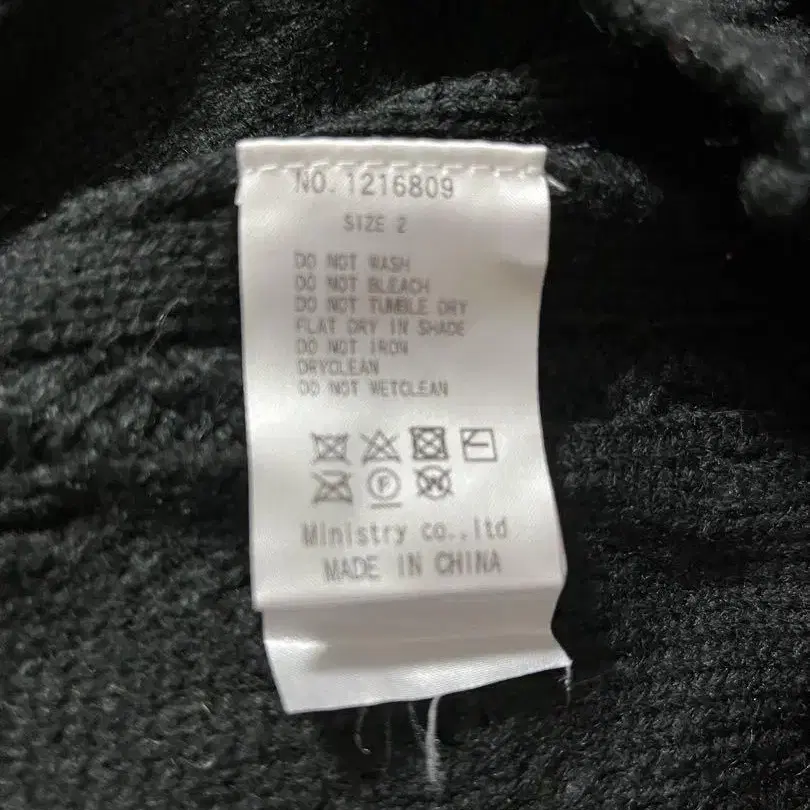 NO. 1216809
SIZE 2
DO NOT WASH
DO NOT BLEACH
DO NOT TUMBLE DRY
FLAT DRY IN SHADE
DO NOT IRON
DRYCLEAN
DO NOT WETCLEAN
F W
Ministry co.,ltd
MADE IN CHINA